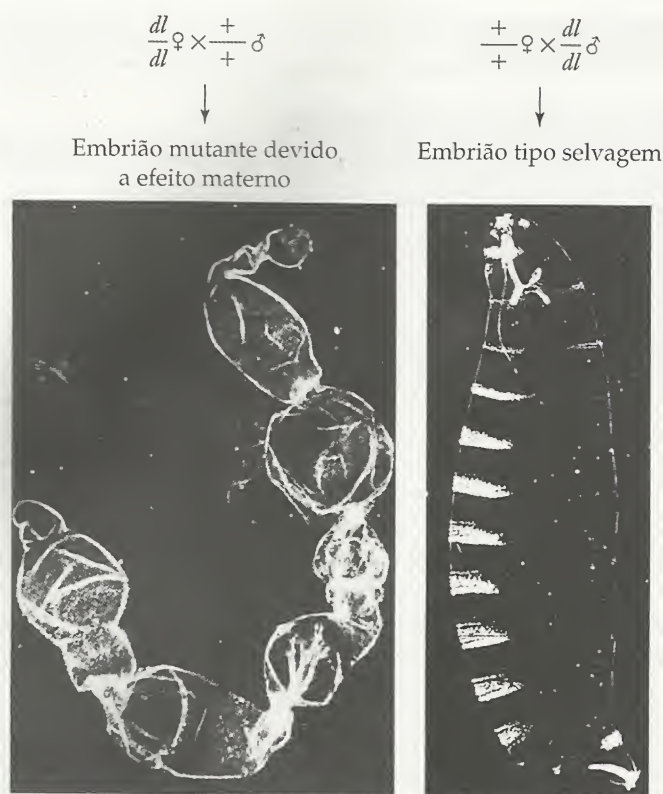 dl/dl ♀ × +/+ ♂
+/+ ♀ × dl/dl ♂
Embrião mutante devido
a efeito materno
Embrião tipo selvagem